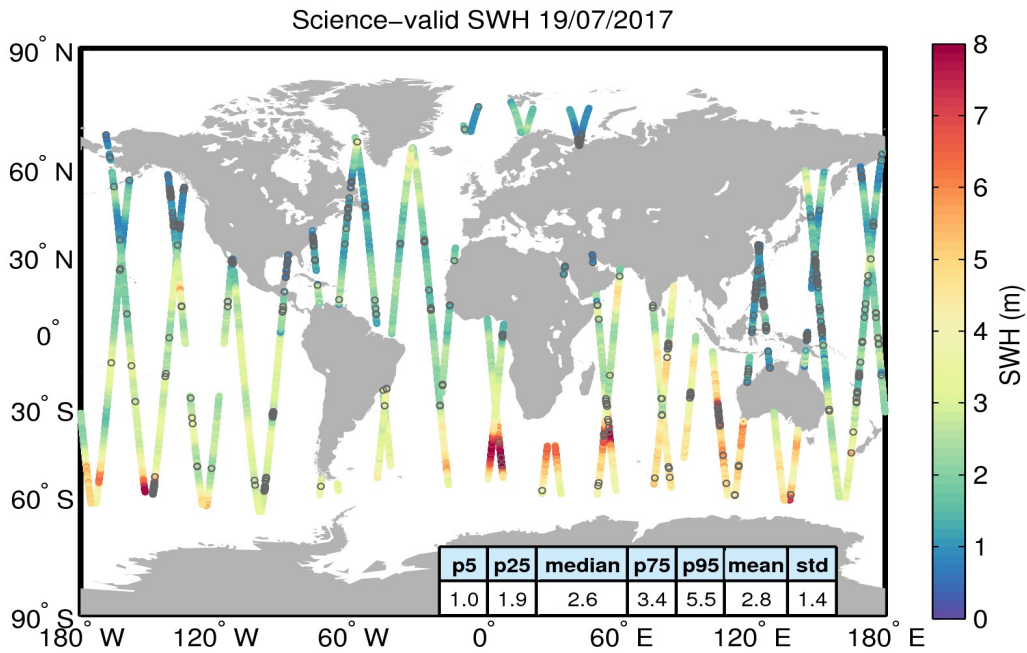 Science−valid SWH 19/07/2017
90° N
60° N
30° N
0°
30° S
60° S
90° S
180° W
120° W
60° W
0°
60° E
120° E
180° E
p5 p25 median p75 p95 mean std
1.0 1.9 2.6 3.4 5.5 2.8 1.4
8
7
6
5
4
3
2
1
0
SWH (m)